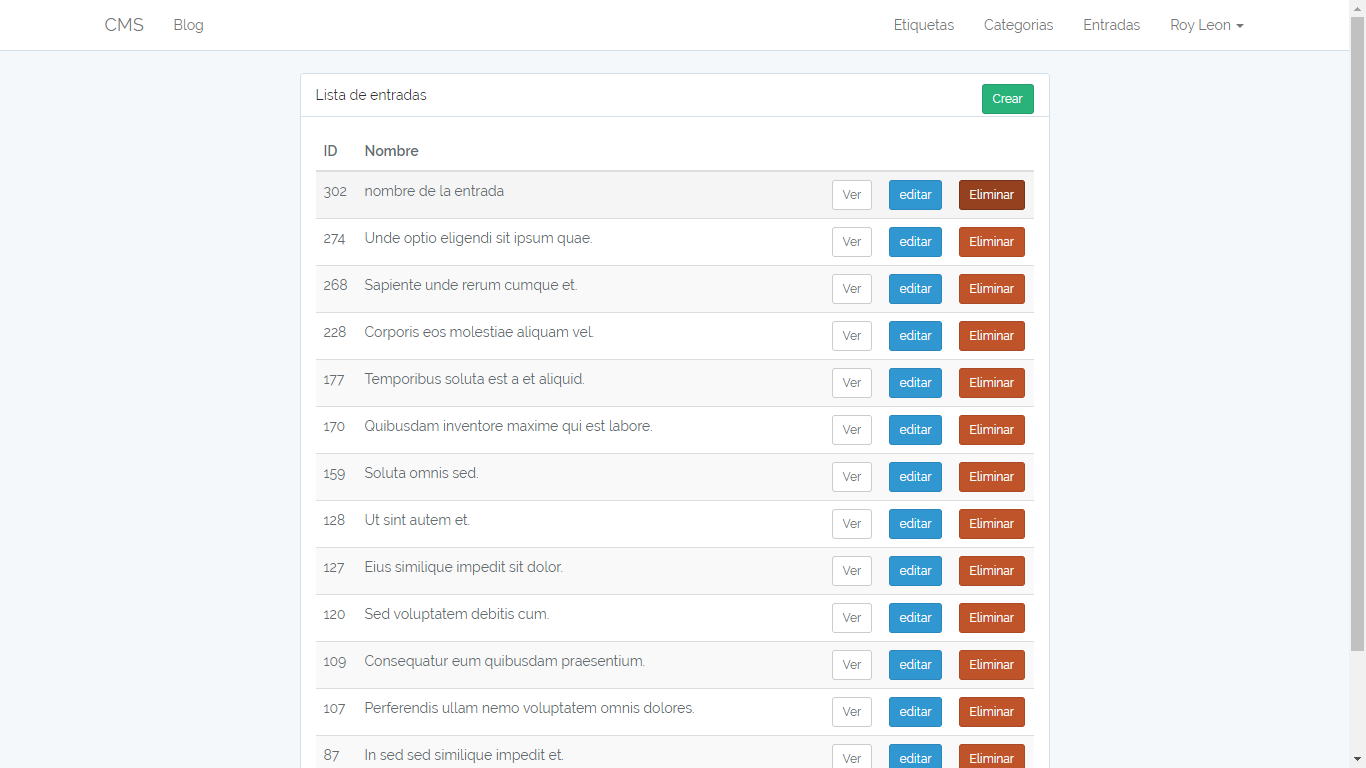 CMS Blog Etiquetas Categorias Entradas Roy Leon
Lista de entradas Crear
ID Nombre
302 nombre de la entrada Ver editar Eliminar
274 Unde optio eligendi sit ipsum quae. Ver editar Eliminar
268 Sapiente unde rerum cumque et. Ver editar Eliminar
228 Corporis eos molestiae aliquam vel. Ver editar Eliminar
177 Temporibus soluta est a et aliquid. Ver editar Eliminar
170 Quibusdam inventore maxime qui est labore. Ver editar Eliminar
159 Soluta omnis sed. Ver editar Eliminar
128 Ut sint autem et. Ver editar Eliminar
127 Eius similique impedit sit dolor. Ver editar Eliminar
120 Sed voluptatem debitis cum. Ver editar Eliminar
109 Consequatur eum quibusdam praesentium. Ver editar Eliminar
107 Perferendis ullam nemo voluptatem omnis dolores. Ver editar Eliminar
87 In sed sed similique impedit et. Ver editar Eliminar